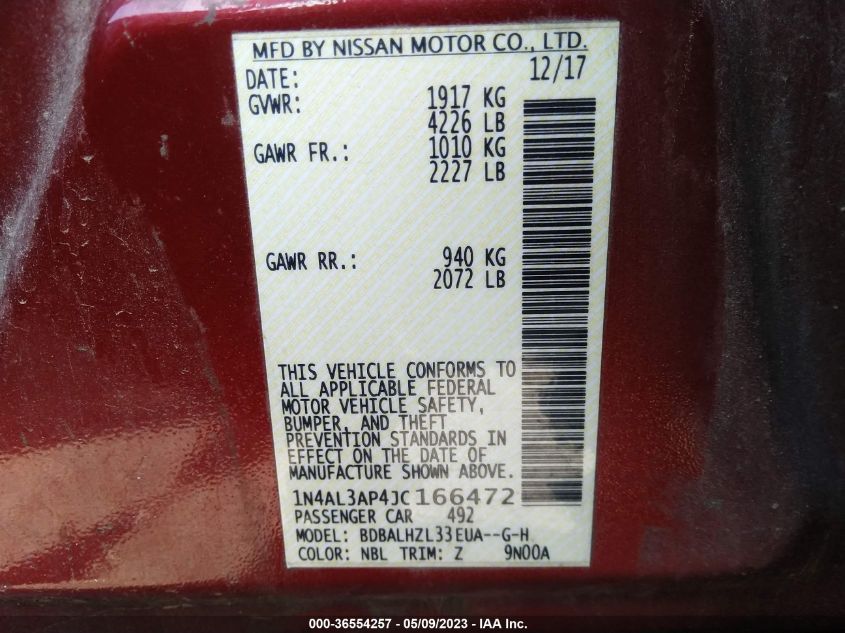 MFD BY NISSAN MOTOR CO., LTD.
DATE: 12/17
GVWR: 1917 KG
4226 LB
GAWR FR.: 1010 KG
2227 LB
GAWR RR.: 940 KG
2072 LB
THIS VEHICLE CONFORMS TO
ALL APPLICABLE FEDERAL
MOTOR VEHICLE SAFETY,
BUMPER, AND THEFT
PREVENTION STANDARDS IN
EFFECT ON THE DATE OF
MANUFACTURE SHOWN ABOVE.
1N4AL3AP4JC166472
PASSENGER CAR 492
MODEL: BDBALHZL33EUA--G-H
COLOR: NBL TRIM: Z 9N00A
000-36554257 - 05/09/2023 - IAA Inc.